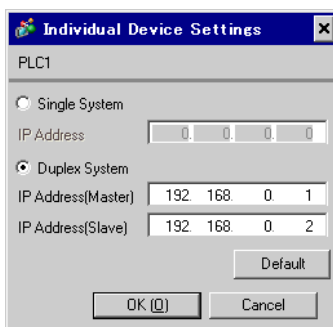 Individual Device Settings
PLC1
Single System
IP Address 0. 0. 0. 0
Duplex System
IP Address(Master) 192. 168. 0. 1
IP Address(Slave) 192. 168. 0. 2
Default
OK (O) Cancel